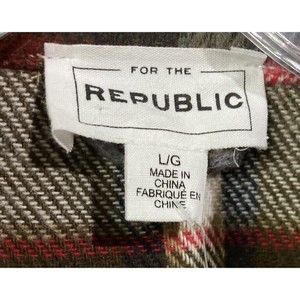 FOR THE
REPUBLIC
L/G
MADE IN
CHINA
FABRIQUÉ EN
CHINE